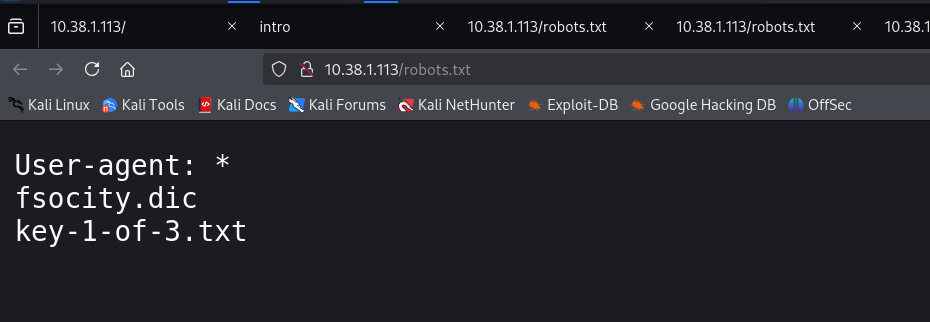 10.38.1.113/ intro 10.38.1.113/robots.txt 10.38.1.113/robots.txt 10.38.1
10.38.1.113/robots.txt
Kali Linux Kali Tools Kali Docs Kali Forums Kali NetHunter Exploit-DB Google Hacking DB OffSec
User-agent: *
fsocity.dic
key-1-of-3.txt